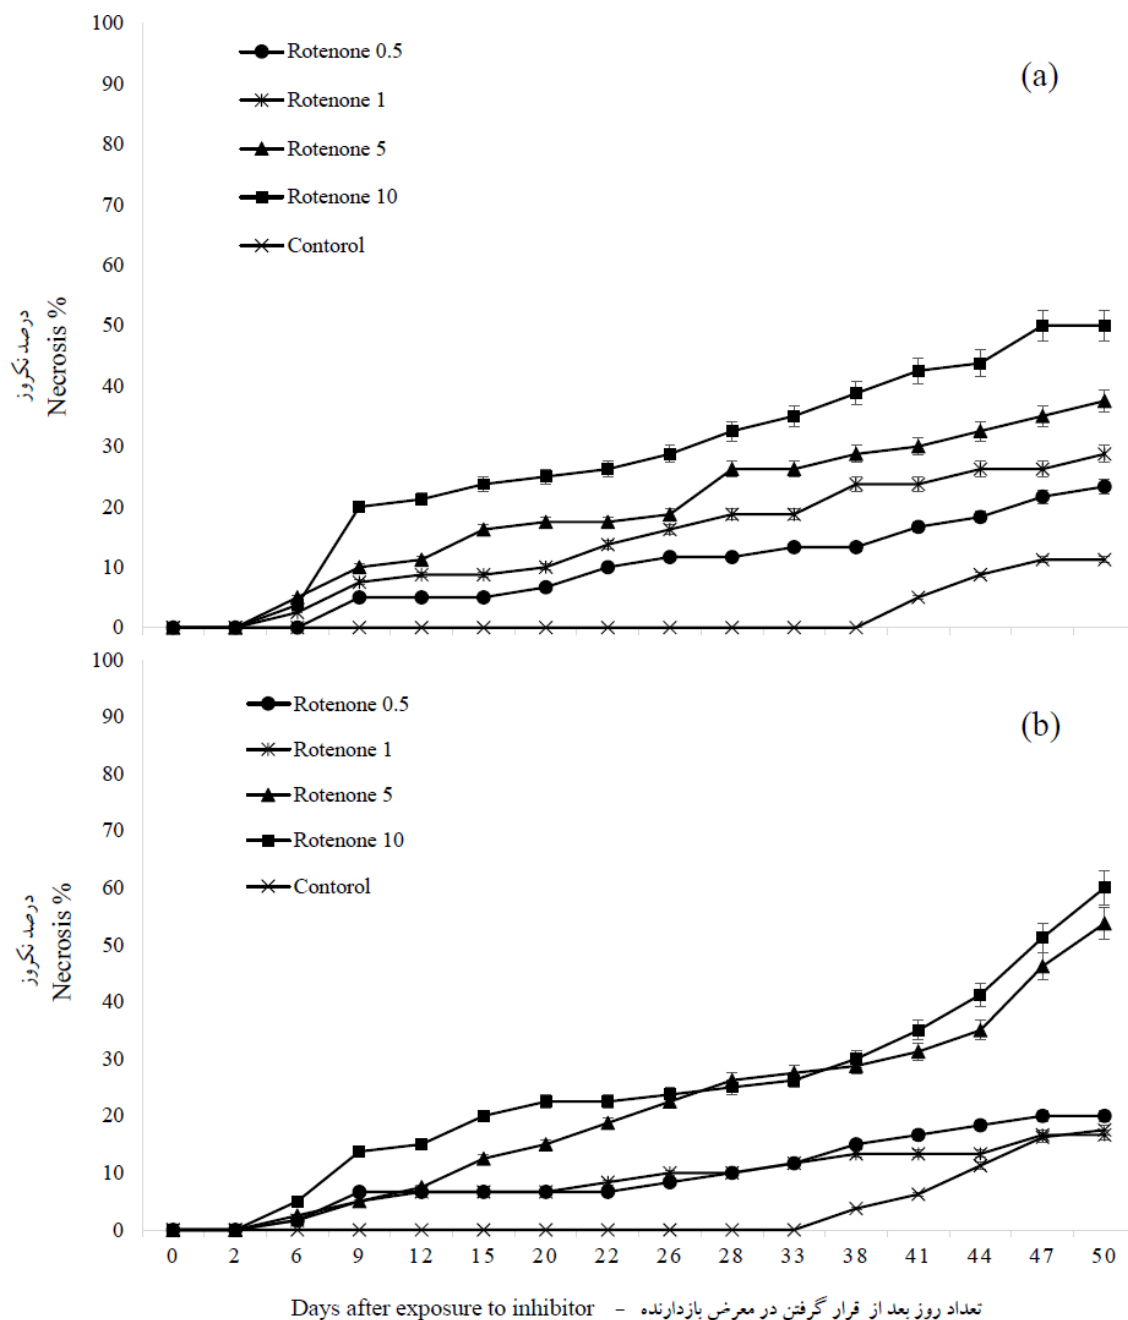 100
90
80
70
60
50
40
30
20
10
0
درصد نکروز
Necrosis %
Rotenone 0.5
Rotenone 1
Rotenone 5
Rotenone 10
Contorol
(a)
100
90
80
70
60
50
40
30
20
10
0
درصد نکروز
Necrosis %
Rotenone 0.5
Rotenone 1
Rotenone 5
Rotenone 10
Contorol
(b)
0 2 6 9 12 15 20 22 26 28 33 38 41 44 47 50
Days after exposure to inhibitor - تعداد روز بعد از قرار گرفتن در معرض بازدارنده